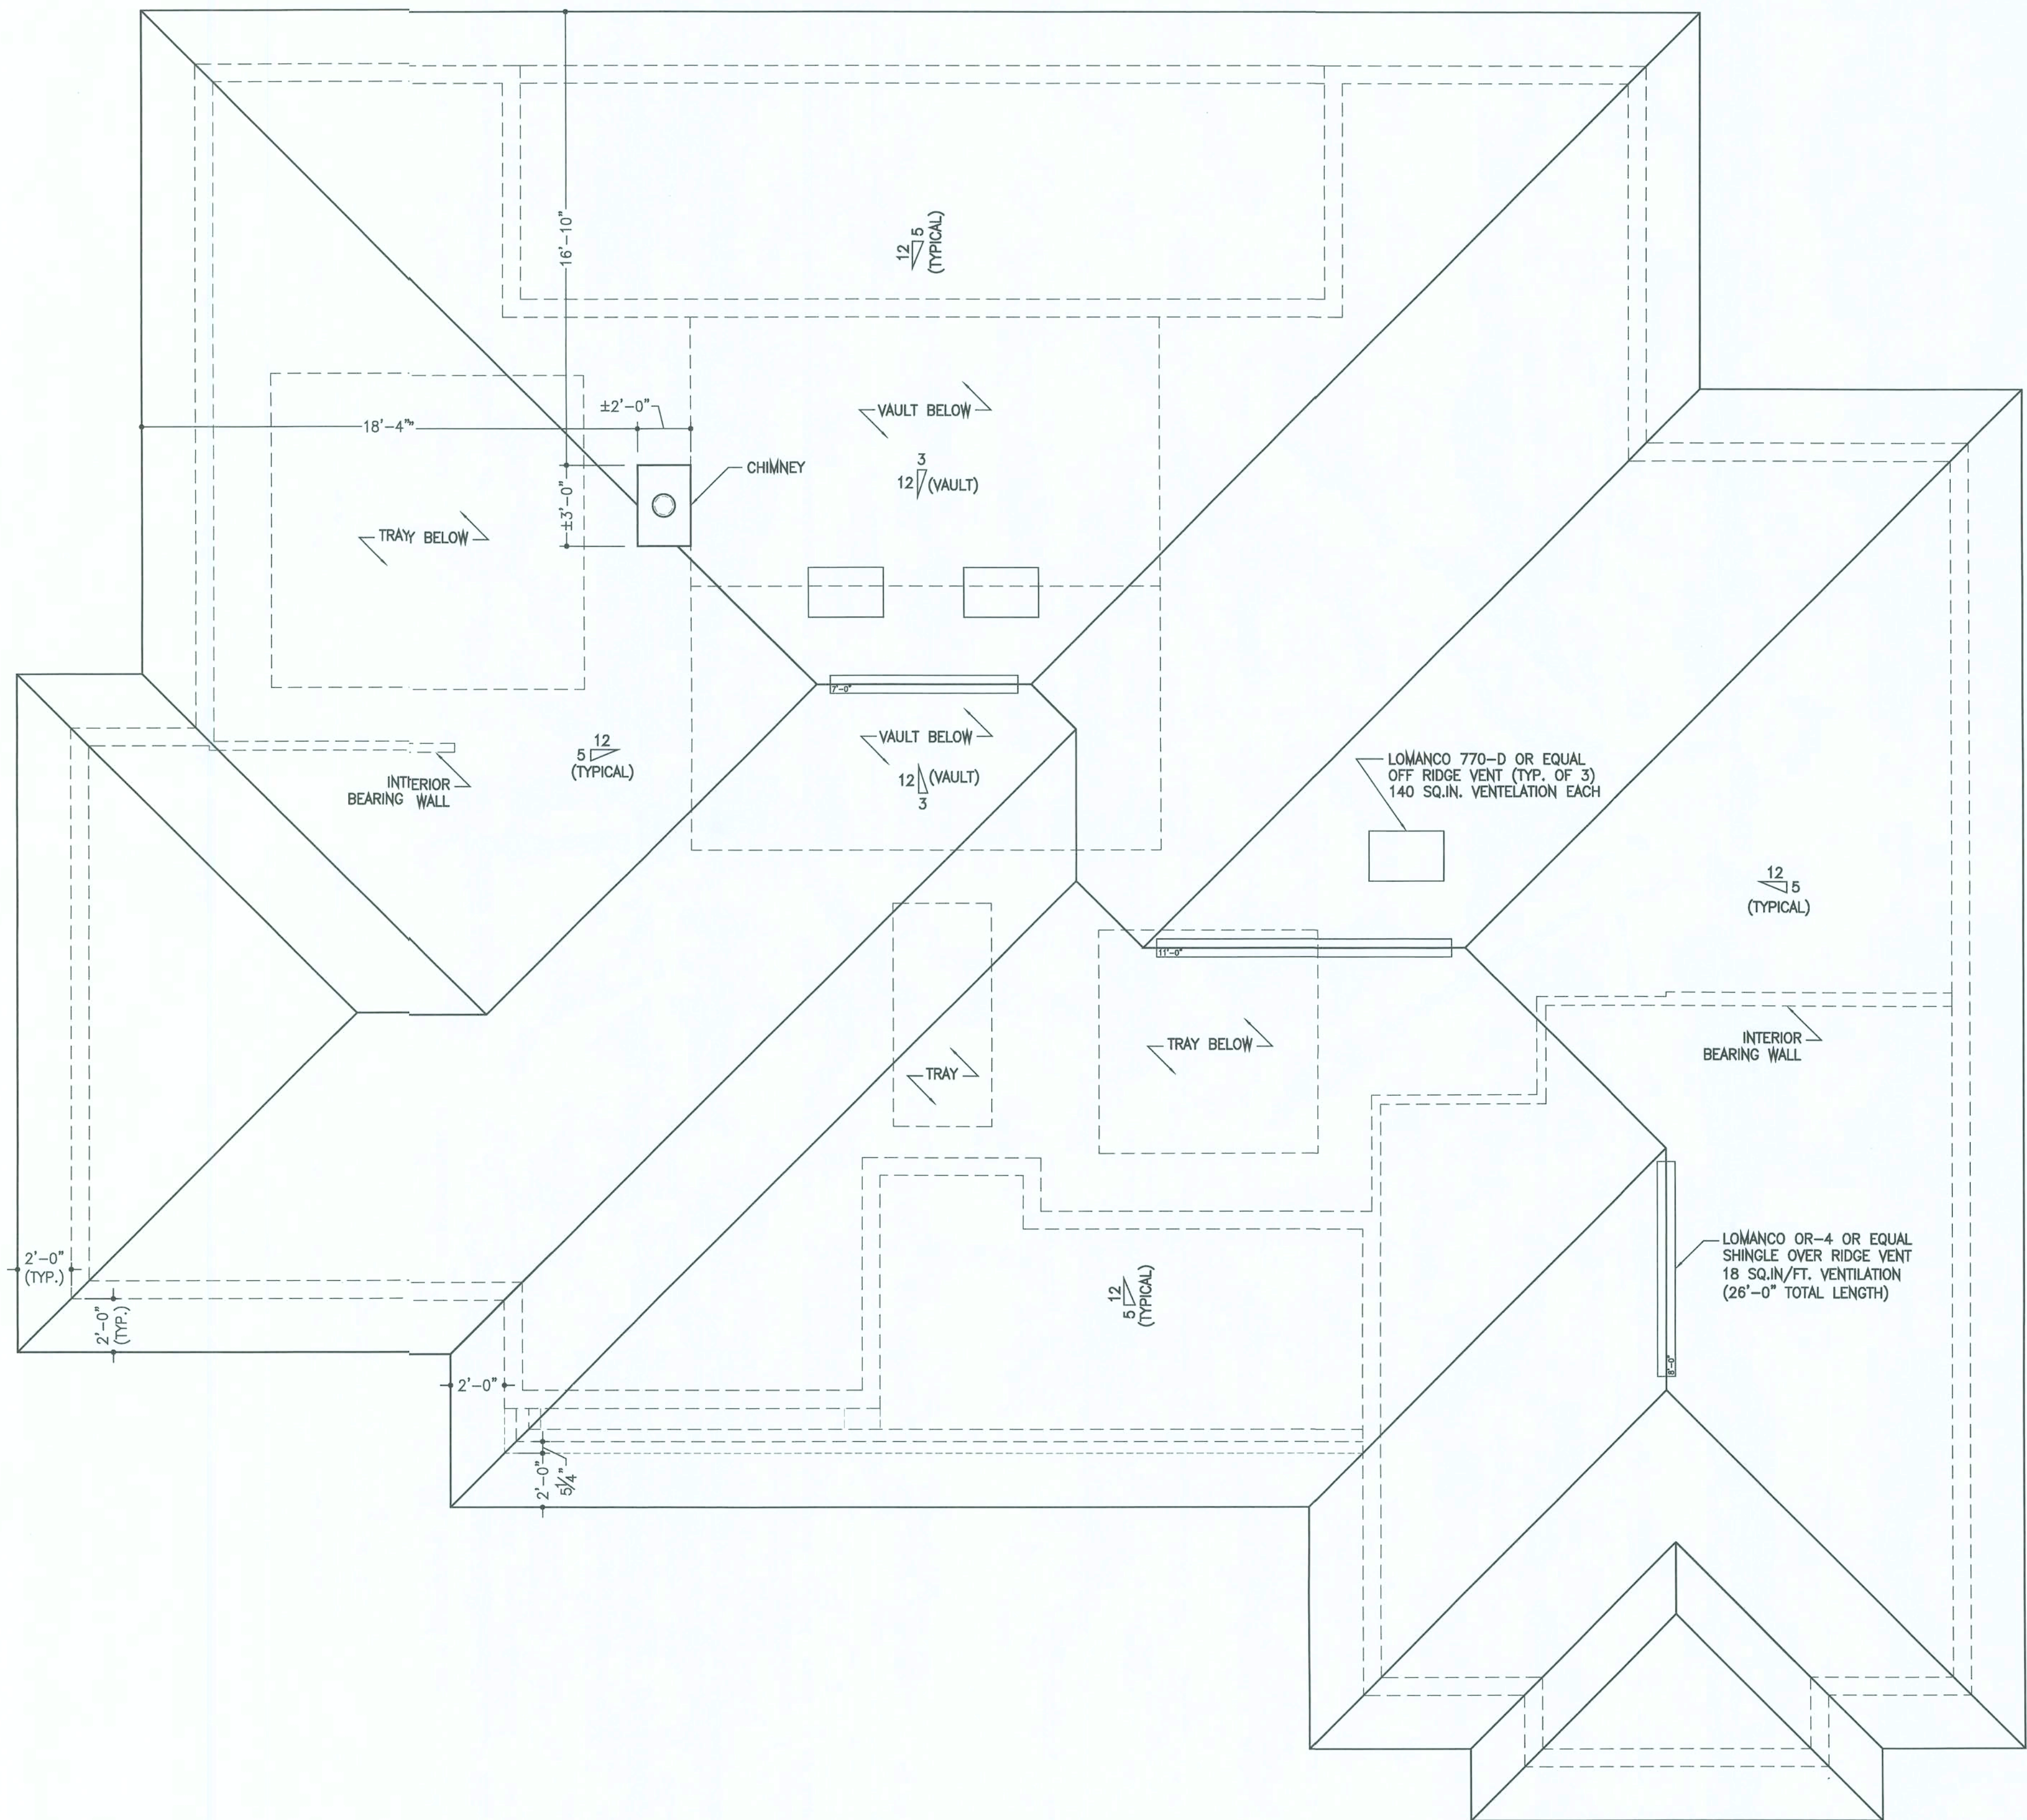 16'-10"
12
5
(TYPICAL)
±2'-0"
18'-4"
VAULT BELOW
CHIMNEY
3
12 (VAULT)
±3'-0"
TRAY BELOW
7'-0"
VAULT BELOW
12 (VAULT)
3
12
5
(TYPICAL)
INTERIOR
BEARING WALL
LOMANCO 770-D OR EQUAL
OFF RIDGE VENT (TYP. OF 3)
140 SQ.IN. VENTELATION EACH
12
5
(TYPICAL)
11'-0"
TRAY BELOW
TRAY
INTERIOR
BEARING WALL
2'-0"
(TYP.)
2'-0"
(TYP.)
12
5
(TYPICAL)
LOMANCO OR-4 OR EQUAL
SHINGLE OVER RIDGE VENT
18 SQ.IN/FT. VENTILATION
(26'-0" TOTAL LENGTH)
8'-0"
2'-0"
2'-0"
5 1/4"